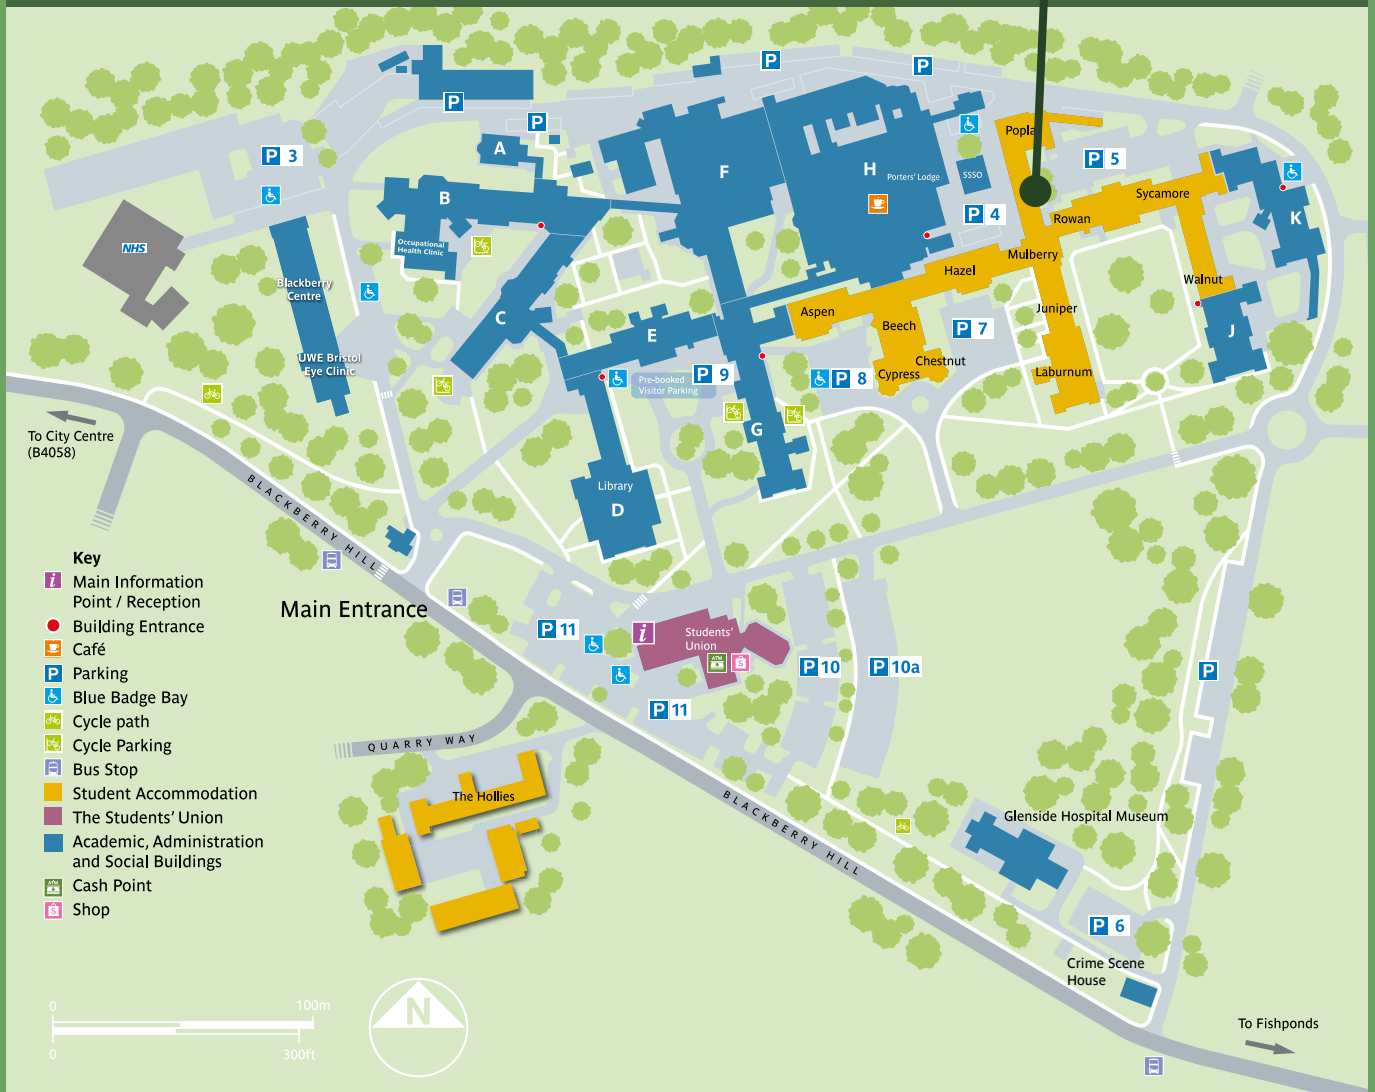 P
P
P
P
P 3
A
B
F
H
Porters' Lodge
SSSO
P 4
Popla
P 5
Sycamore
Rowan
K
NHS
Occupational
Health Clinic
Mulberry
Hazel
Walnut
Blackberry
Centre
C
E
Aspen
Beech
Juniper
P 7
J
UWE Bristol
Eye Clinic
Pre-booked
Visitor Parking
P 9
P 8
Chestnut
Cypress
Laburnum
G
To City Centre
(B4058)
Library
D
BLACKBERRY HILL
Main Entrance
Key
i Main Information
Point / Reception
Building Entrance
Café
P Parking
Blue Badge Bay
Cycle path
Cycle Parking
Bus Stop
Student Accommodation
The Students' Union
Academic, Administration
and Social Buildings
ATM Cash Point
S Shop
P 11
i
Students'
Union
ATM
S
P 10
P 10a
P
P 11
QUARRY WAY
The Hollies
BLACKBERRY HILL
Glenside Hospital Museum
P 6
Crime Scene
House
To Fishponds
0 100m
0 300ft
N